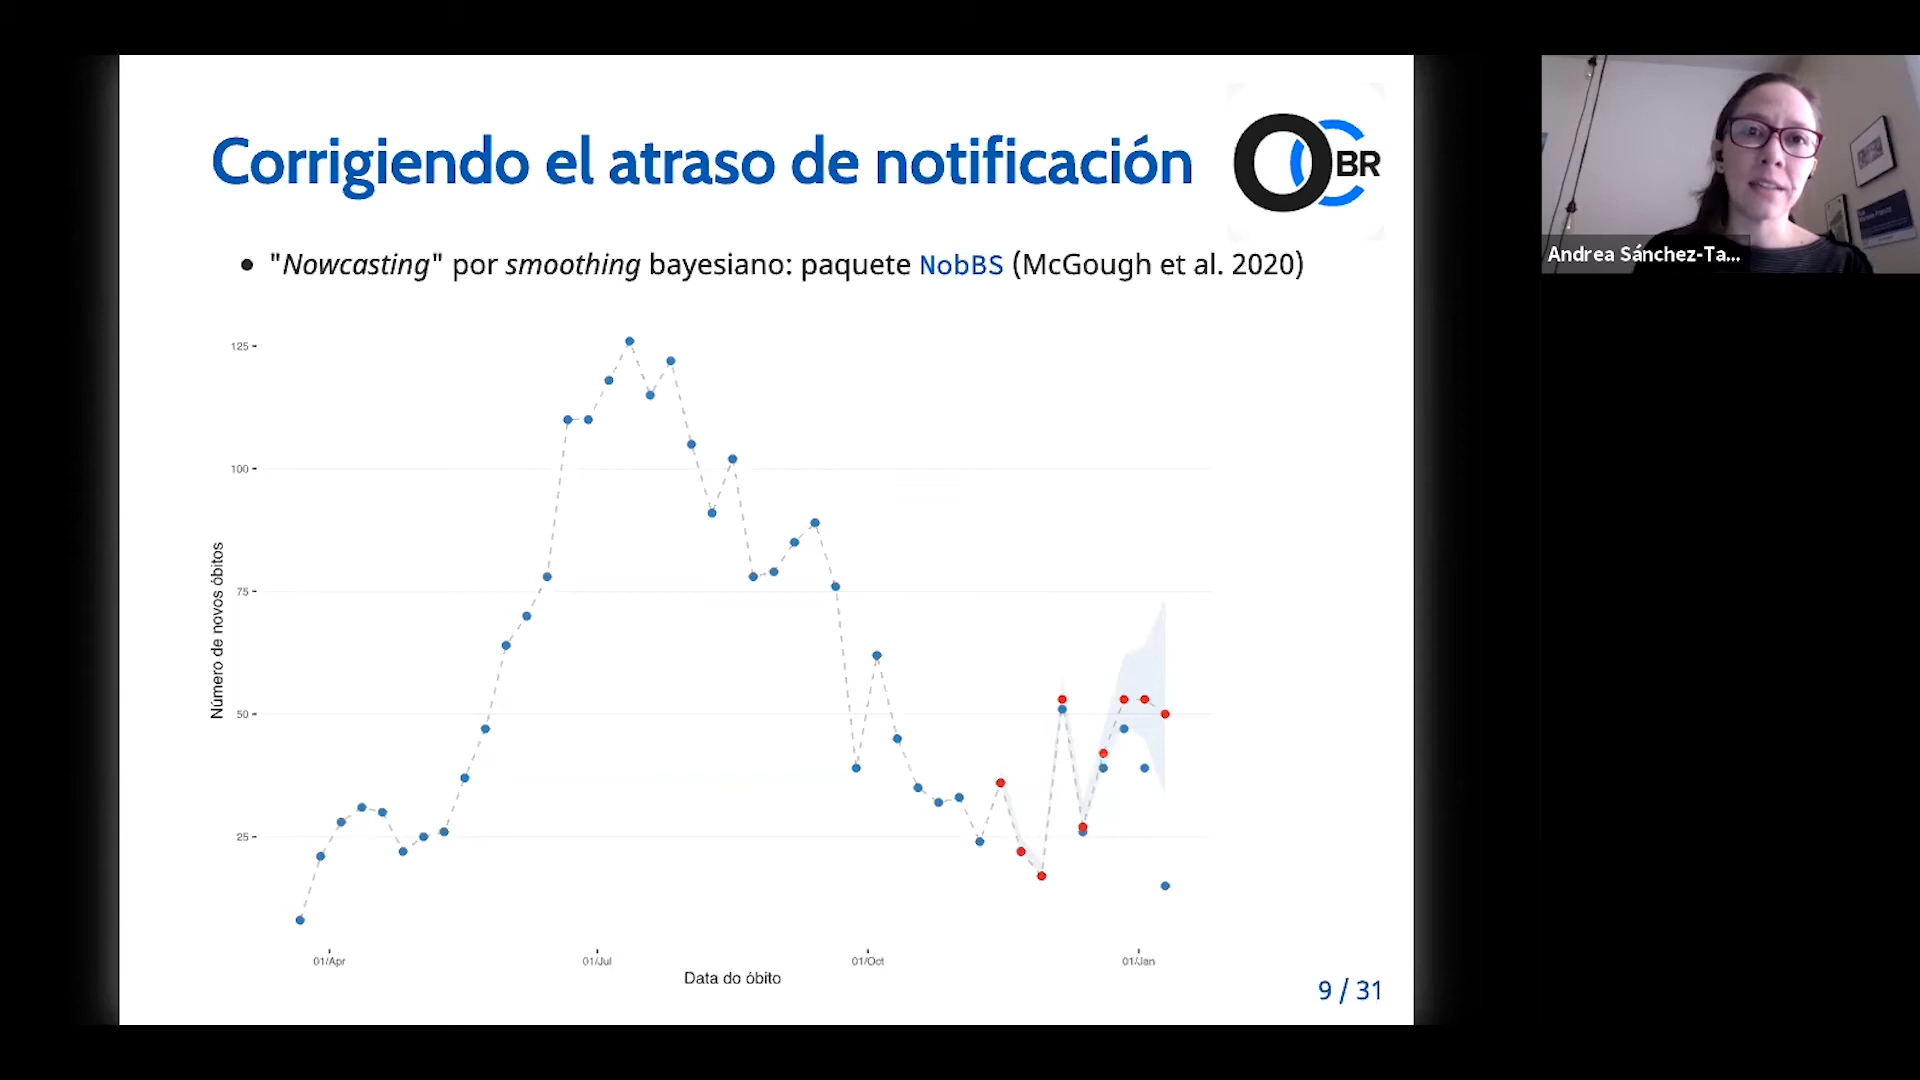 Corrigiendo el atraso de notificación
OCBR
• "Nowcasting" por smoothing bayesiano: paquete NobBS (McGough et al. 2020)
125
100
75
50
25
Número de novos óbitos
01/Apr
01/Jul
01/Oct
01/Jan
Data do óbito
9 / 31
Andrea Sánchez-Ta...